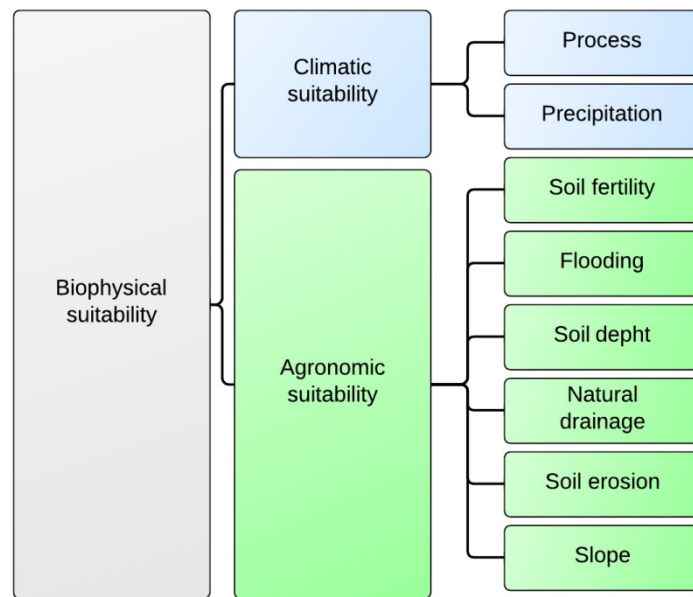 Biophysical
suitability
Climatic
suitability
Agronomic
suitability
Process
Precipitation
Soil fertility
Flooding
Soil depht
Natural
drainage
Soil erosion
Slope